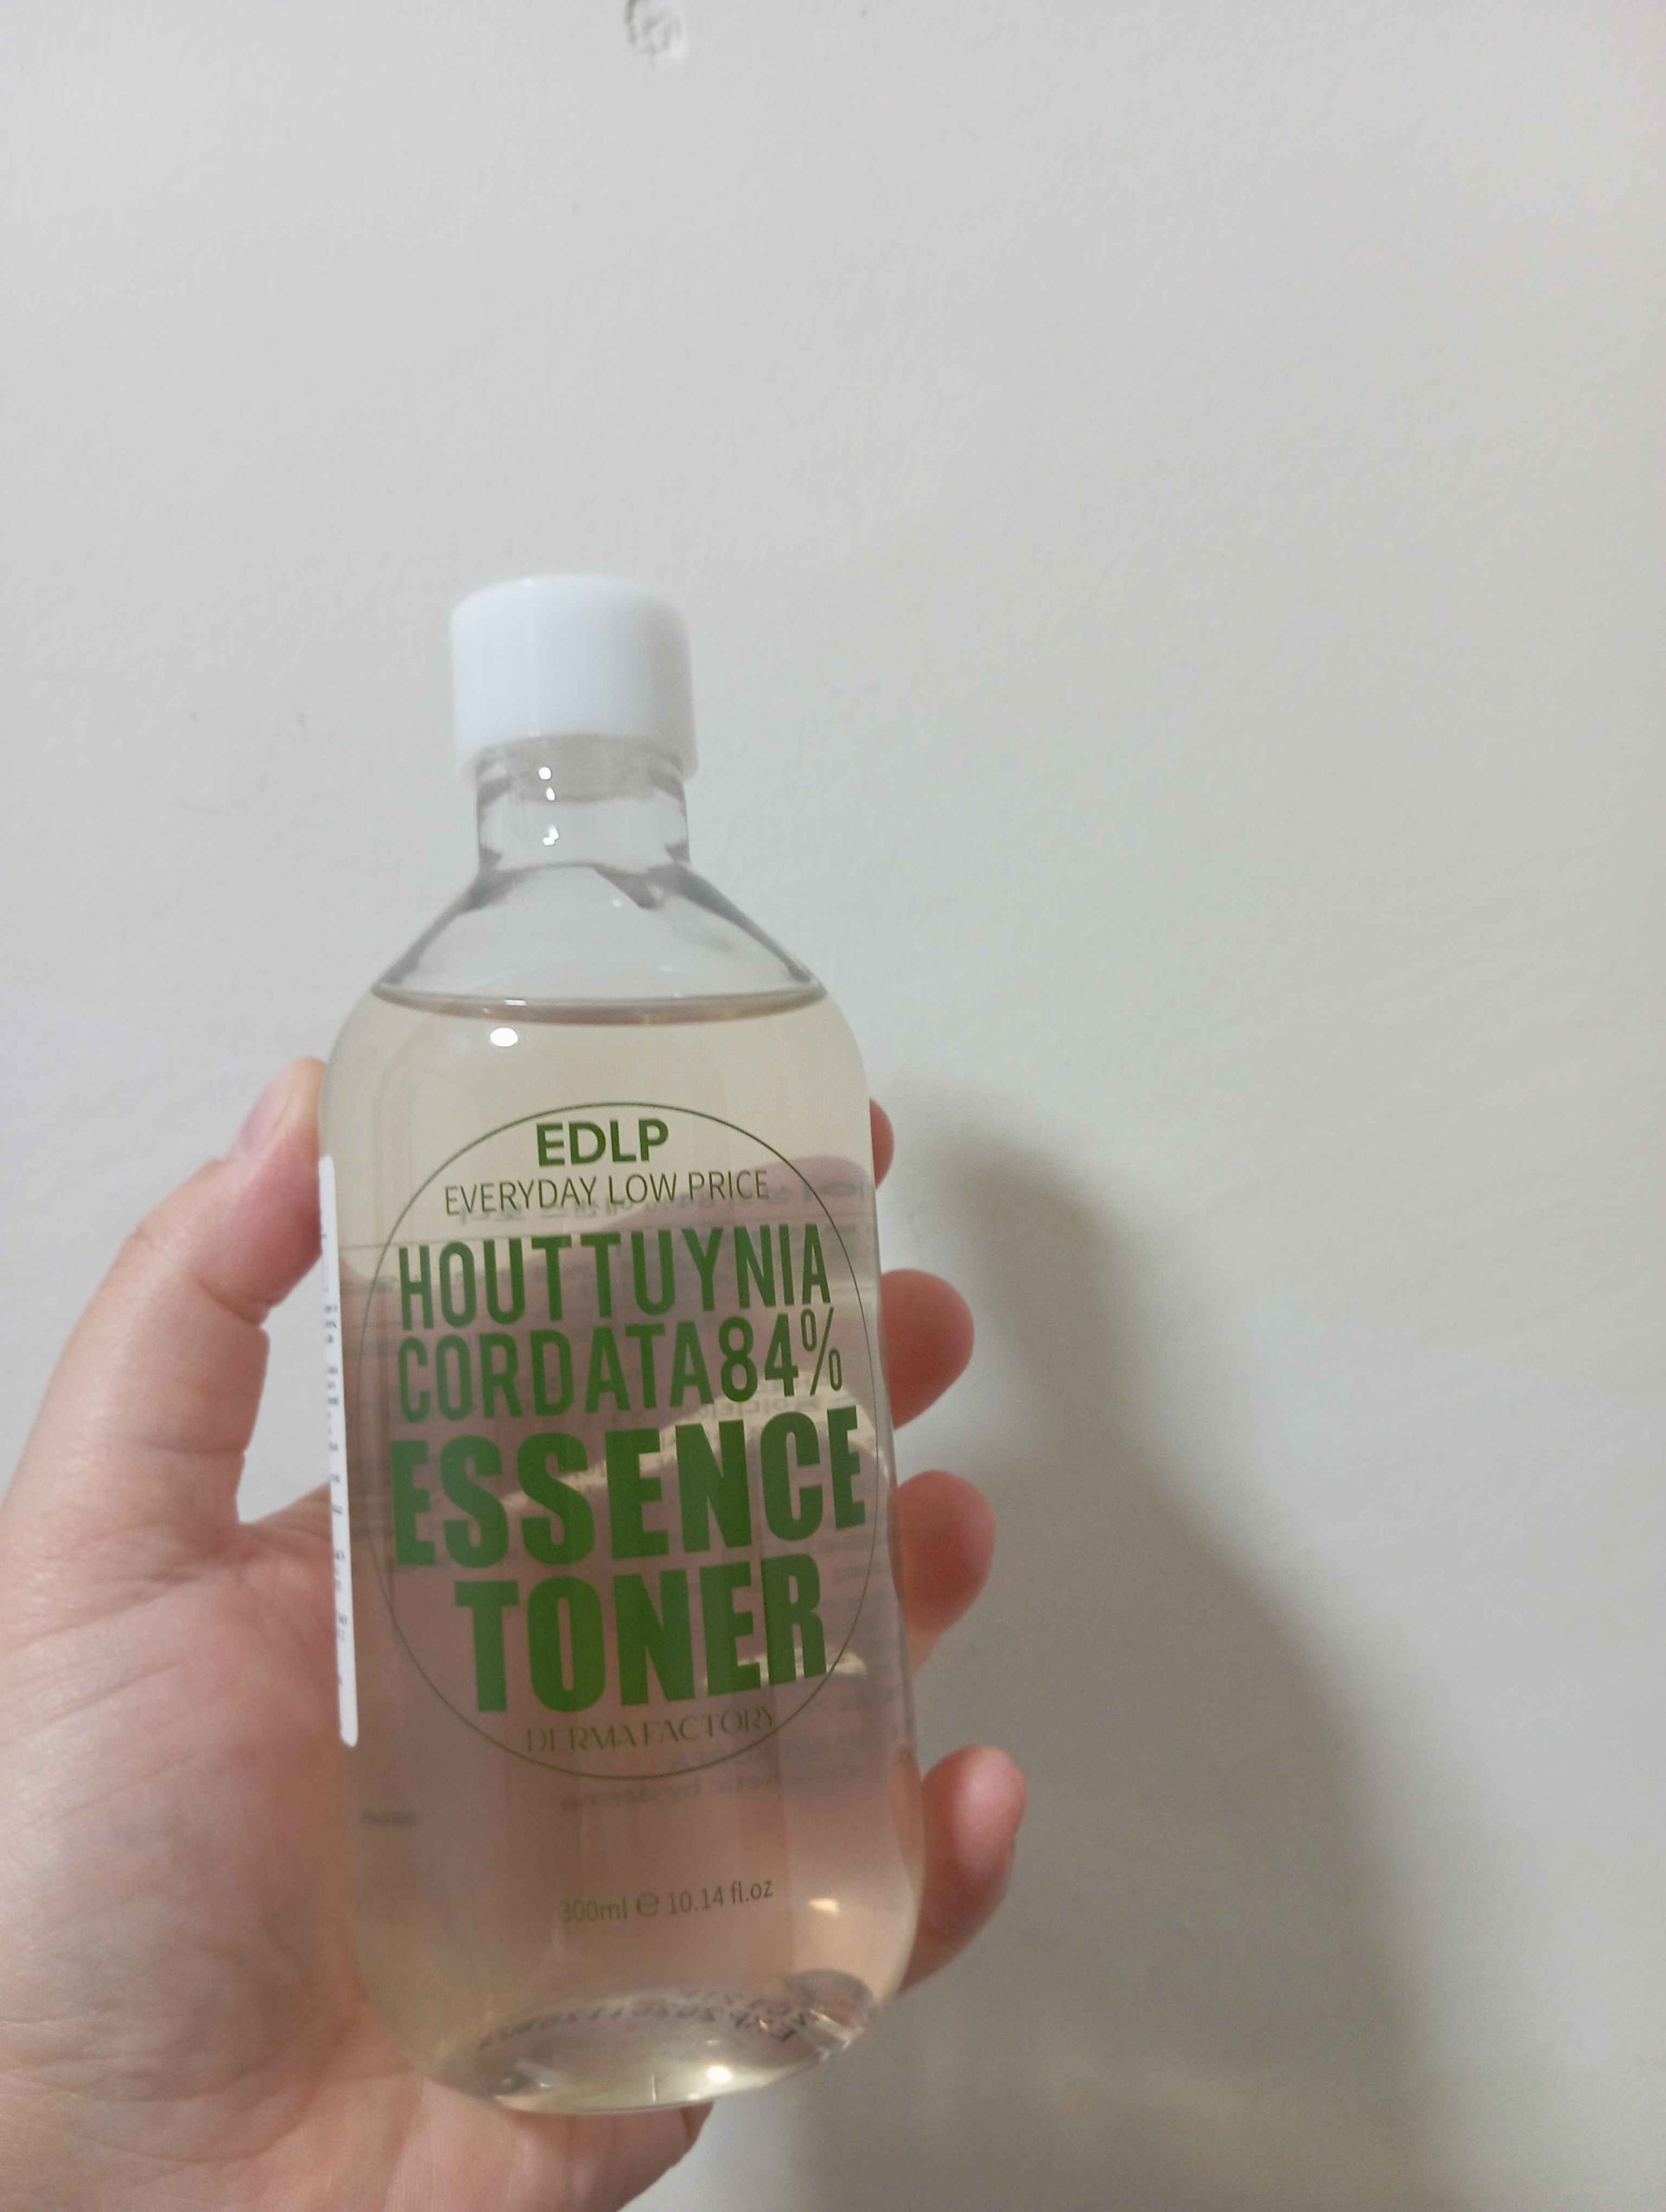 EDLP
EVERYDAY LOW PRICE
HOUTTUYNIA
CORDATA84%
ESSENCE
TONER
DERMA FACTORY
300ml ℮ 10.14 fl.oz